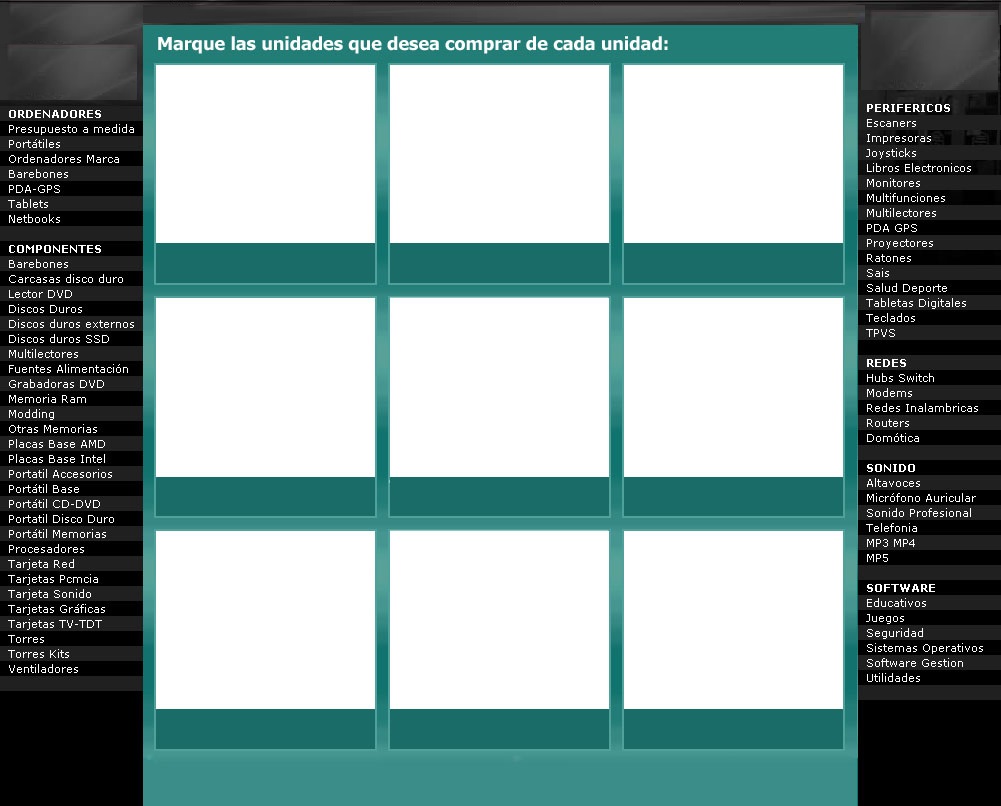 Marque las unidades que desea comprar de cada unidad:
ORDENADORES
Presupuesto a medida
Portátiles
Ordenadores Marca
Barebones
PDA-GPS
Tablets
Netbooks
COMPONENTES
Barebones
Carcasas disco duro
Lector DVD
Discos Duros
Discos duros externos
Discos duros SSD
Multilectores
Fuentes Alimentación
Grabadoras DVD
Memoria Ram
Modding
Otras Memorias
Placas Base AMD
Placas Base Intel
Portatil Accesorios
Portátil Base
Portátil CD-DVD
Portatil Disco Duro
Portátil Memorias
Procesadores
Tarjeta Red
Tarjetas Pcmcia
Tarjeta Sonido
Tarjetas Gráficas
Tarjetas TV-TDT
Torres
Torres Kits
Ventiladores
PERIFERICOS
Escaners
Impresoras
Joysticks
Libros Electronicos
Monitores
Multifunciones
Multilectores
PDA GPS
Proyectores
Ratones
Sais
Salud Deporte
Tabletas Digitales
Teclados
TPVS
REDES
Hubs Switch
Modems
Redes Inalambricas
Routers
Domótica
SONIDO
Altavoces
Micrófono Auricular
Sonido Profesional
Telefonia
MP3 MP4
MP5
SOFTWARE
Educativos
Juegos
Seguridad
Sistemas Operativos
Software Gestion
Utilidades